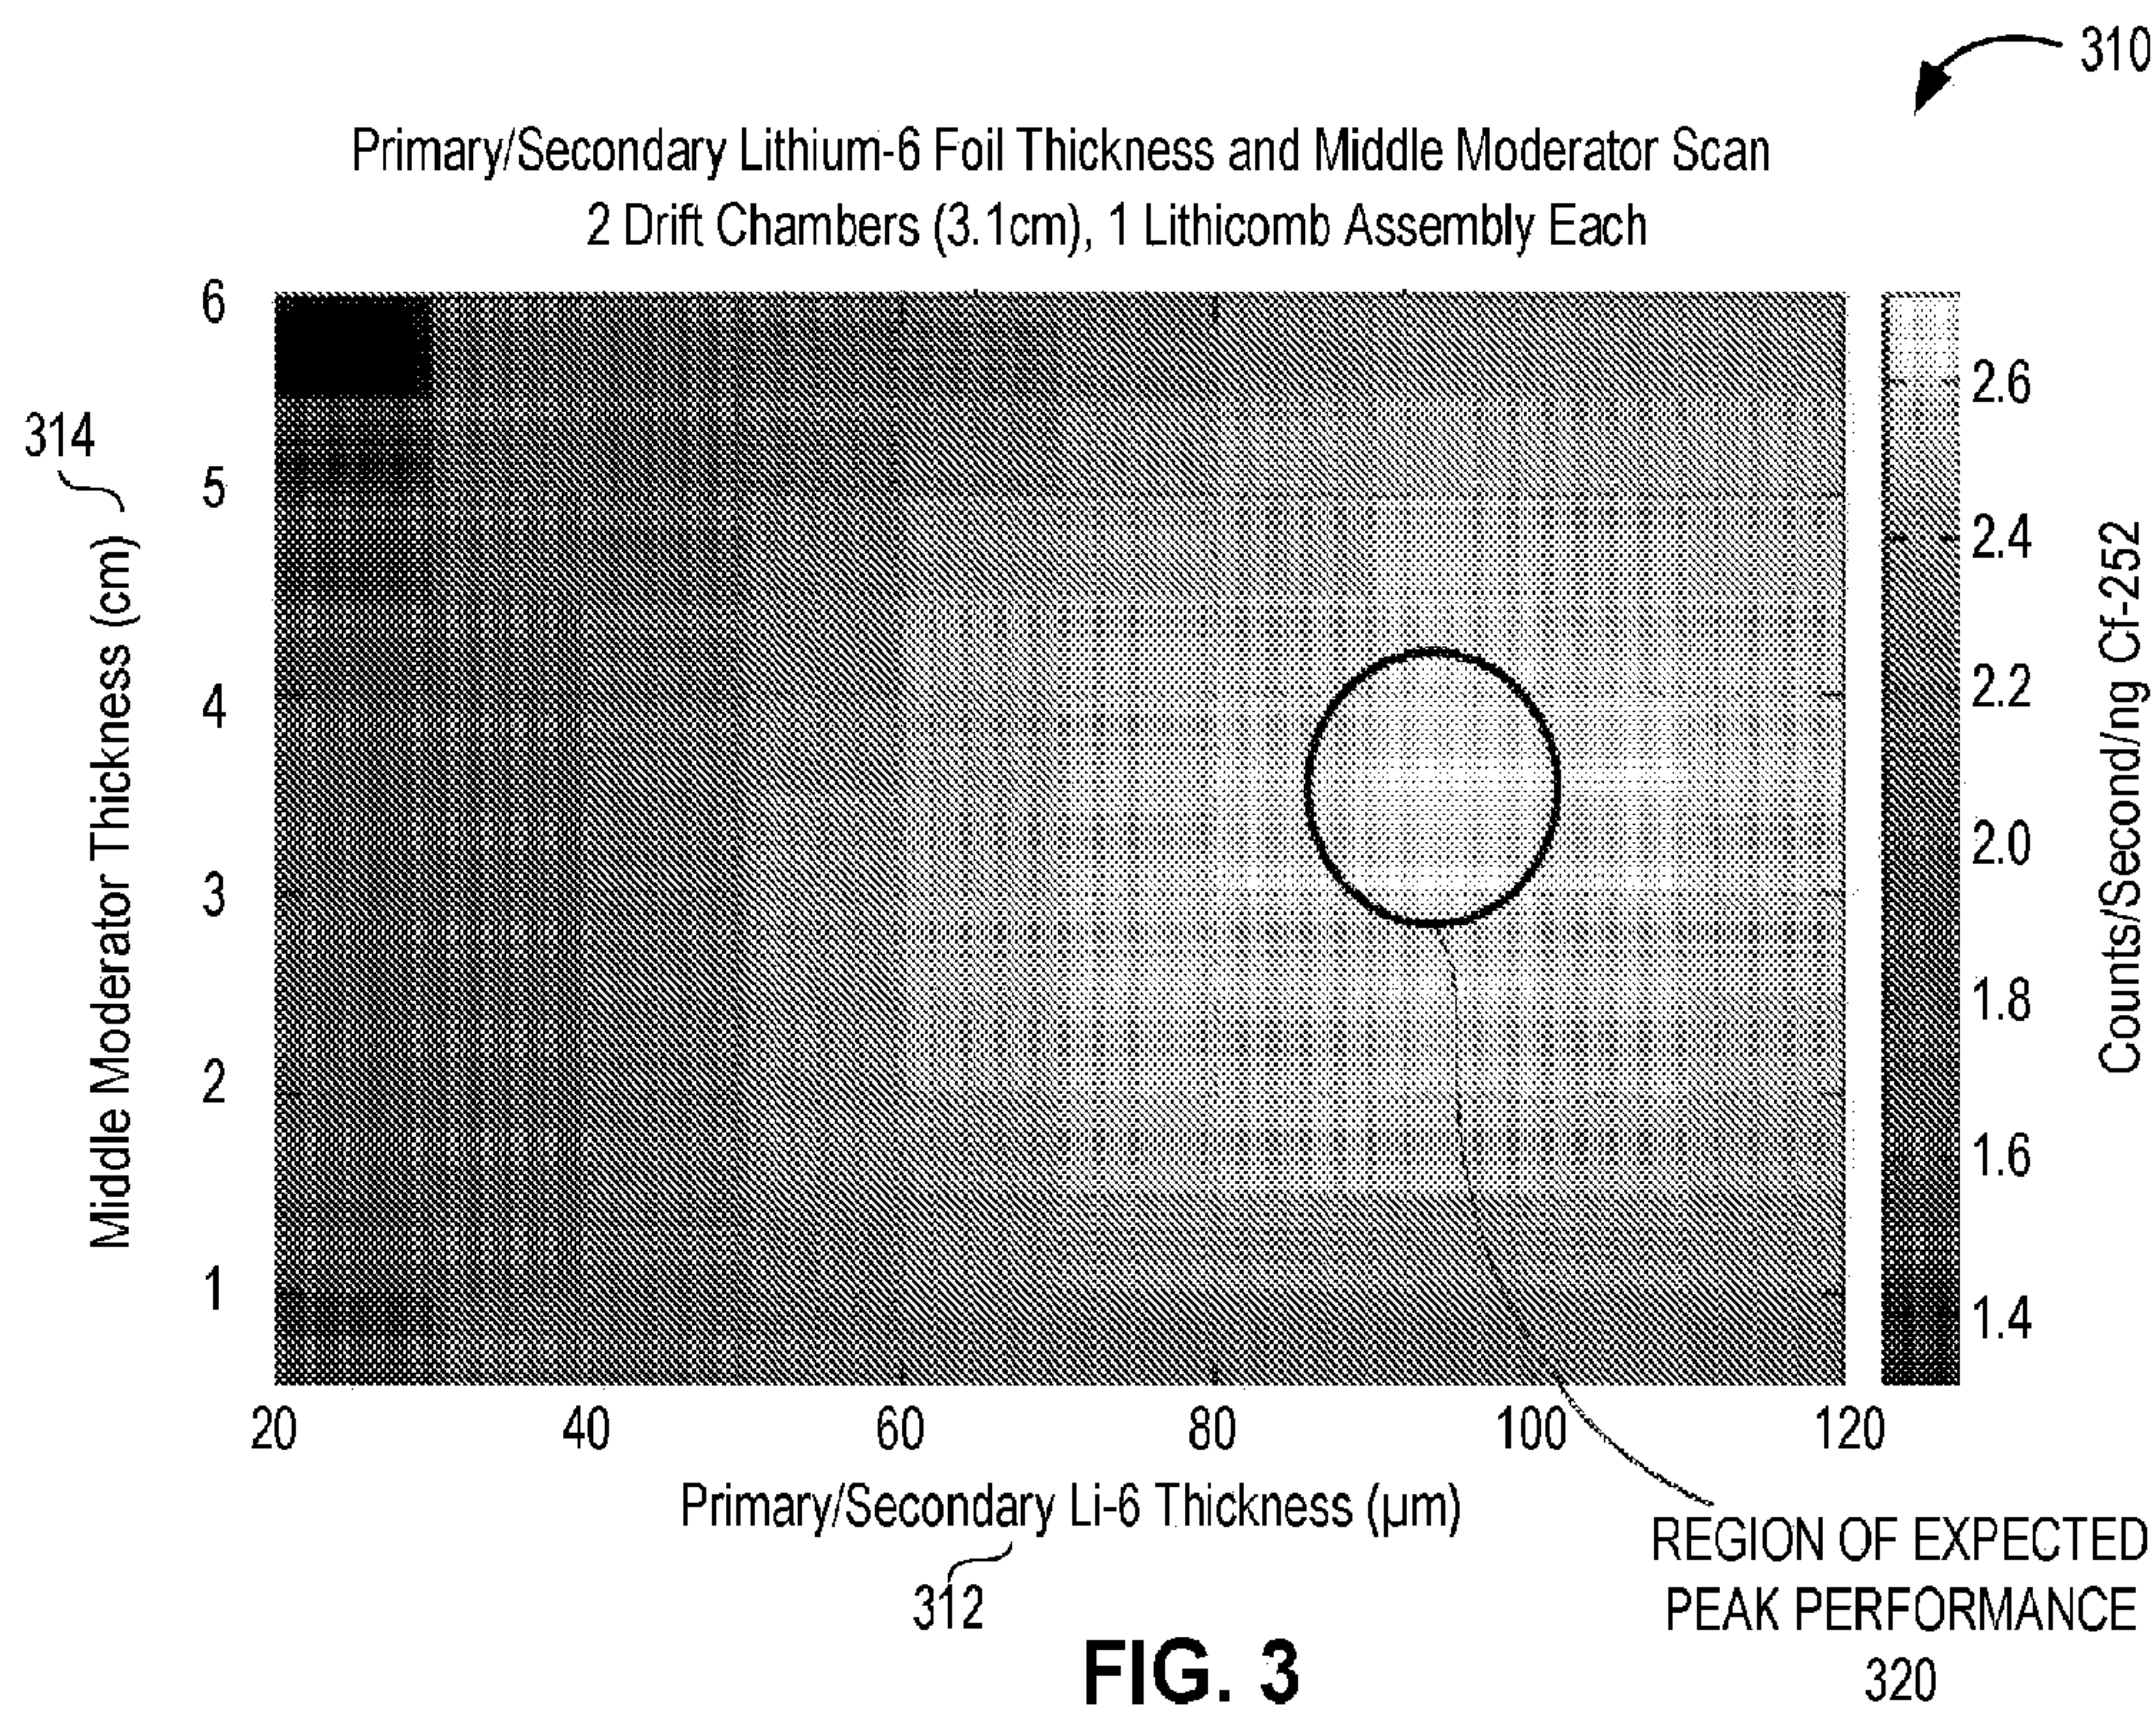 310
Primary/Secondary Lithium-6 Foil Thickness and Middle Moderator Scan
2 Drift Chambers (3.1cm), 1 Lithicomb Assembly Each
6
5
4
3
2
1
314
Middle Moderator Thickness (cm)
2.6
2.4
2.2
2.0
1.8
1.6
1.4
Counts/Second/ng Cf-252
20 40 60 80 100 120
Primary/Secondary Li-6 Thickness (μm)
312
REGION OF EXPECTED
PEAK PERFORMANCE
320
FIG. 3